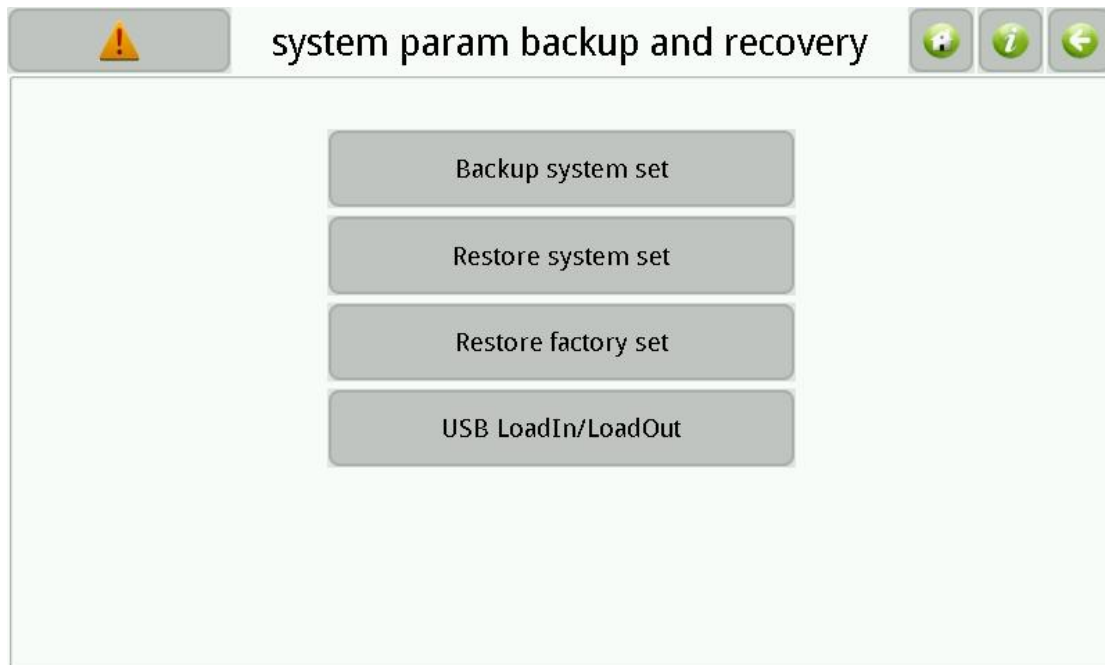 system param backup and recovery
Backup system set
Restore system set
Restore factory set
USB LoadIn/LoadOut